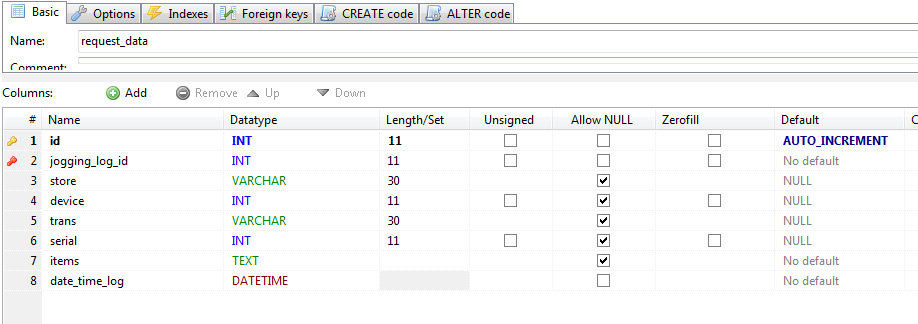 Basic Options Indexes Foreign keys CREATE code ALTER code
Name: request_data
Comment:
Columns: Add Remove Up Down
# Name Datatype Length/Set Unsigned Allow NULL Zerofill Default C
1 id INT 11 AUTO_INCREMENT
2 jogging_log_id INT 11 No default
3 store VARCHAR 30 NULL
4 device INT 11 NULL
5 trans VARCHAR 30 NULL
6 serial INT 11 NULL
7 items TEXT No default
8 date_time_log DATETIME No default